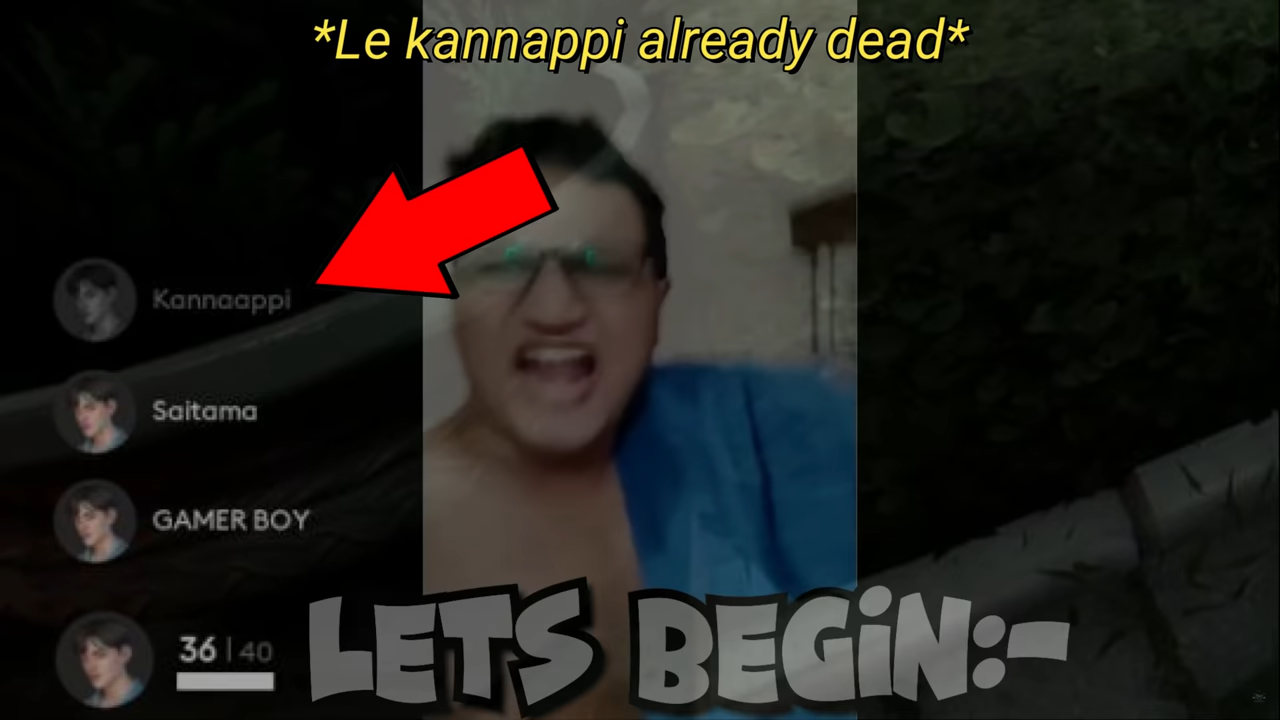 *Le kannappi already dead*
Kannaappi
Saitama
GAMER BOY
36 | 40
LETS BEGIN:-